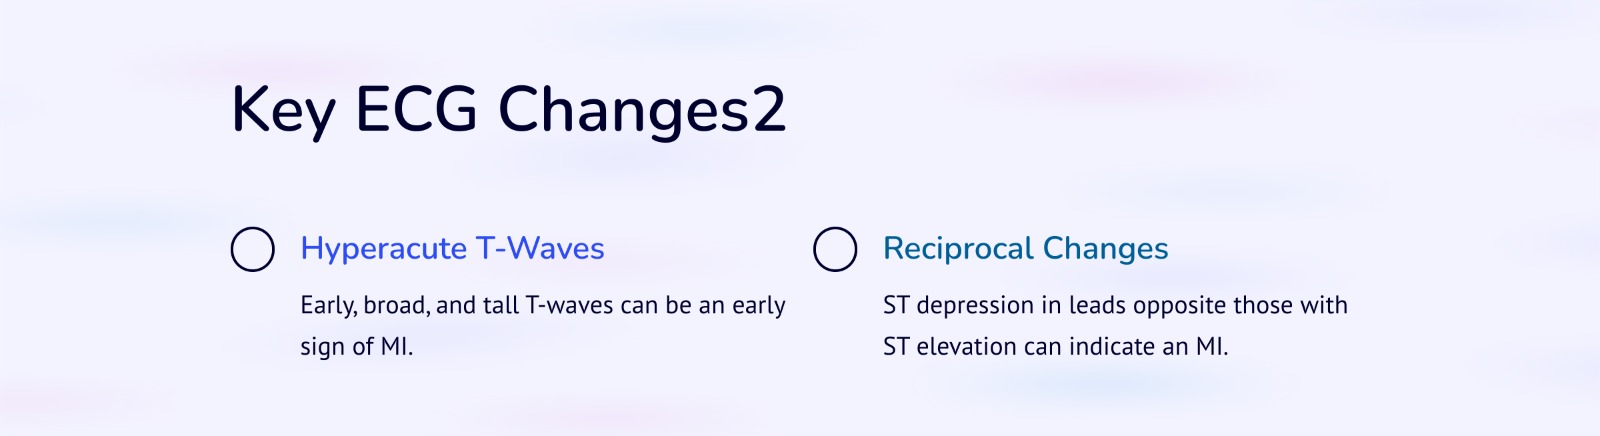 Key ECG Changes2
Hyperacute T-Waves
Early, broad, and tall T-waves can be an early
sign of MI.
Reciprocal Changes
ST depression in leads opposite those with
ST elevation can indicate an MI.